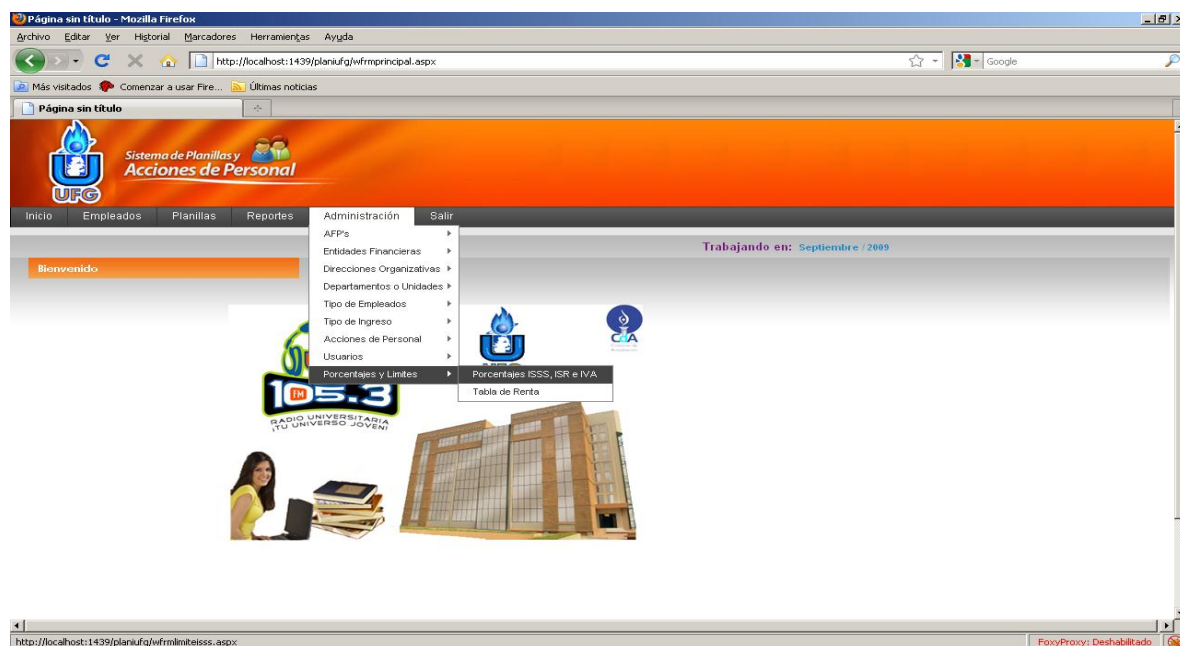 Página sin título - Mozilla Firefox
Archivo Editar Ver Historial Marcadores Herramientas Ayuda
http://localhost:1439/planiufg/wfrmprincipal.aspx
Google
Más visitados Comenzar a usar Fire... Últimas noticias
Página sin título
Sistema de Planillas y
Acciones de Personal
UFG
Inicio Empleados Planillas Reportes Administración Salir
Trabajando en: Septiembre / 2009
Bienvenido
AFP's
Entidades Financieras
Direcciones Organizativas
Departamentos o Unidades
Tipo de Empleados
Tipo de Ingreso
Acciones de Personal
Usuarios
Porcentajes y Limites
Porcentajes ISSS, ISR e IVA
Tabla de Renta
CdA
FM 105.3
RADIO UNIVERSITARIA
¡TU UNIVERSO JOVEN!
http://localhost:1439/planiufg/wfrmlimiteisss.aspx
FoxyProxy: Deshabilitado